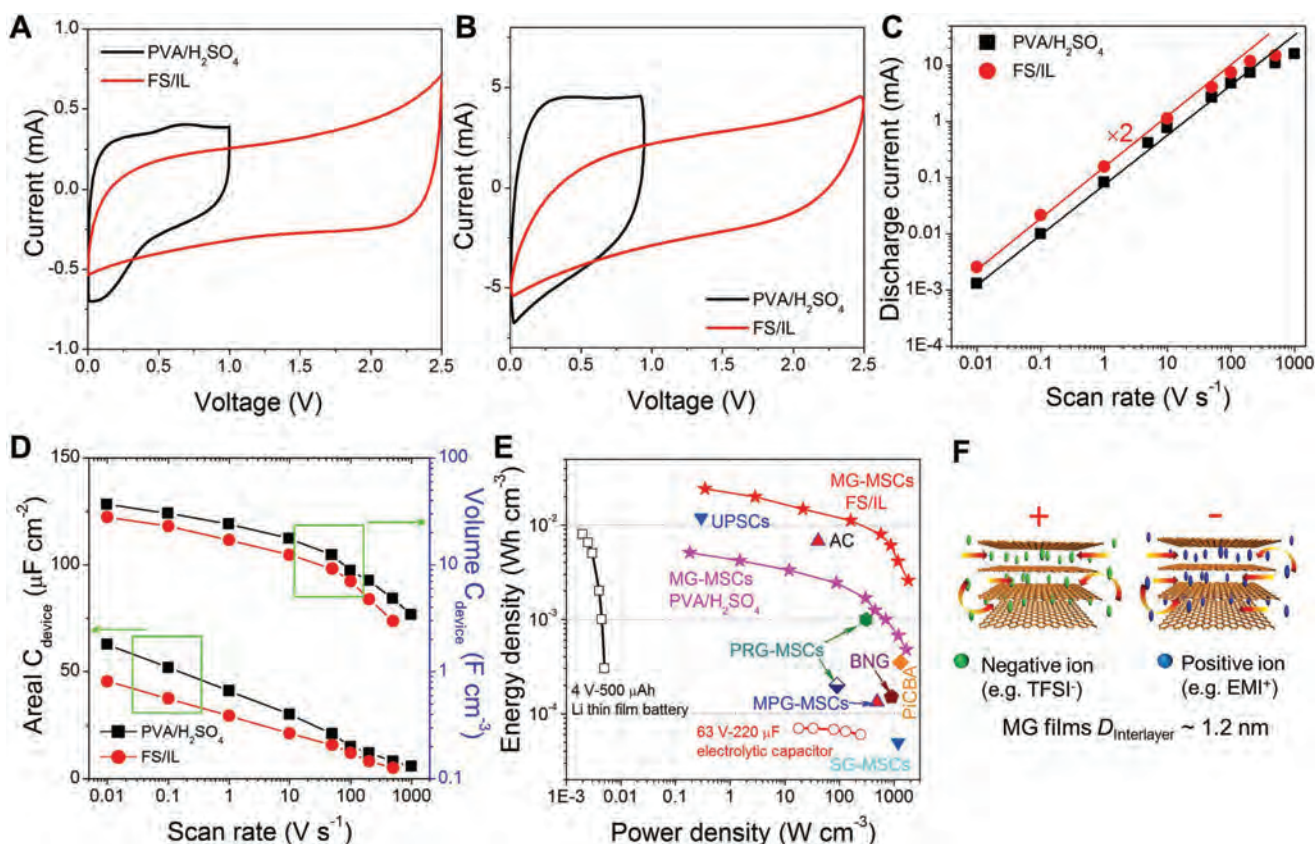 A
1.0
0.5
0.0
-0.5
-1.0
Current (mA)
PVA/H₂SO₄
FS/IL
0.0 0.5 1.0 1.5 2.0 2.5
Voltage (V)
B
5
0
-5
Current (mA)
PVA/H₂SO₄
FS/IL
0.0 0.5 1.0 1.5 2.0 2.5
Voltage (V)
C
10
1
0.1
0.01
1E-3
1E-4
Discharge current (mA)
PVA/H₂SO₄
FS/IL
×2
0.01 0.1 1 10 100 1000
Scan rate (V s⁻¹)
D
150
100
50
0
Areal C_device (μF cm⁻²)
100
10
1
0.1
Volume C_device (F cm⁻³)
PVA/H₂SO₄
FS/IL
0.01 0.1 1 10 100 1000
Scan rate (V s⁻¹)
E
10⁻²
10⁻³
10⁻⁴
Energy density (Wh cm⁻³)
MG-MSCs
FS/IL
UPSCs
AC
MG-MSCs
PVA/H₂SO₄
PRG-MSCs
BNG
MPG-MSCs
PiCBA
4 V-500 μAh
Li thin film battery
63 V-220 μF
electrolytic capacitor
SG-MSCs
1E-3 0.01 0.1 1 10 100 1000
Power density (W cm⁻³)
F
+ -
Negative ion
(e.g. TFSI⁻)
Positive ion
(e.g. EMI⁺)
MG films D_Interlayer ~ 1.2 nm